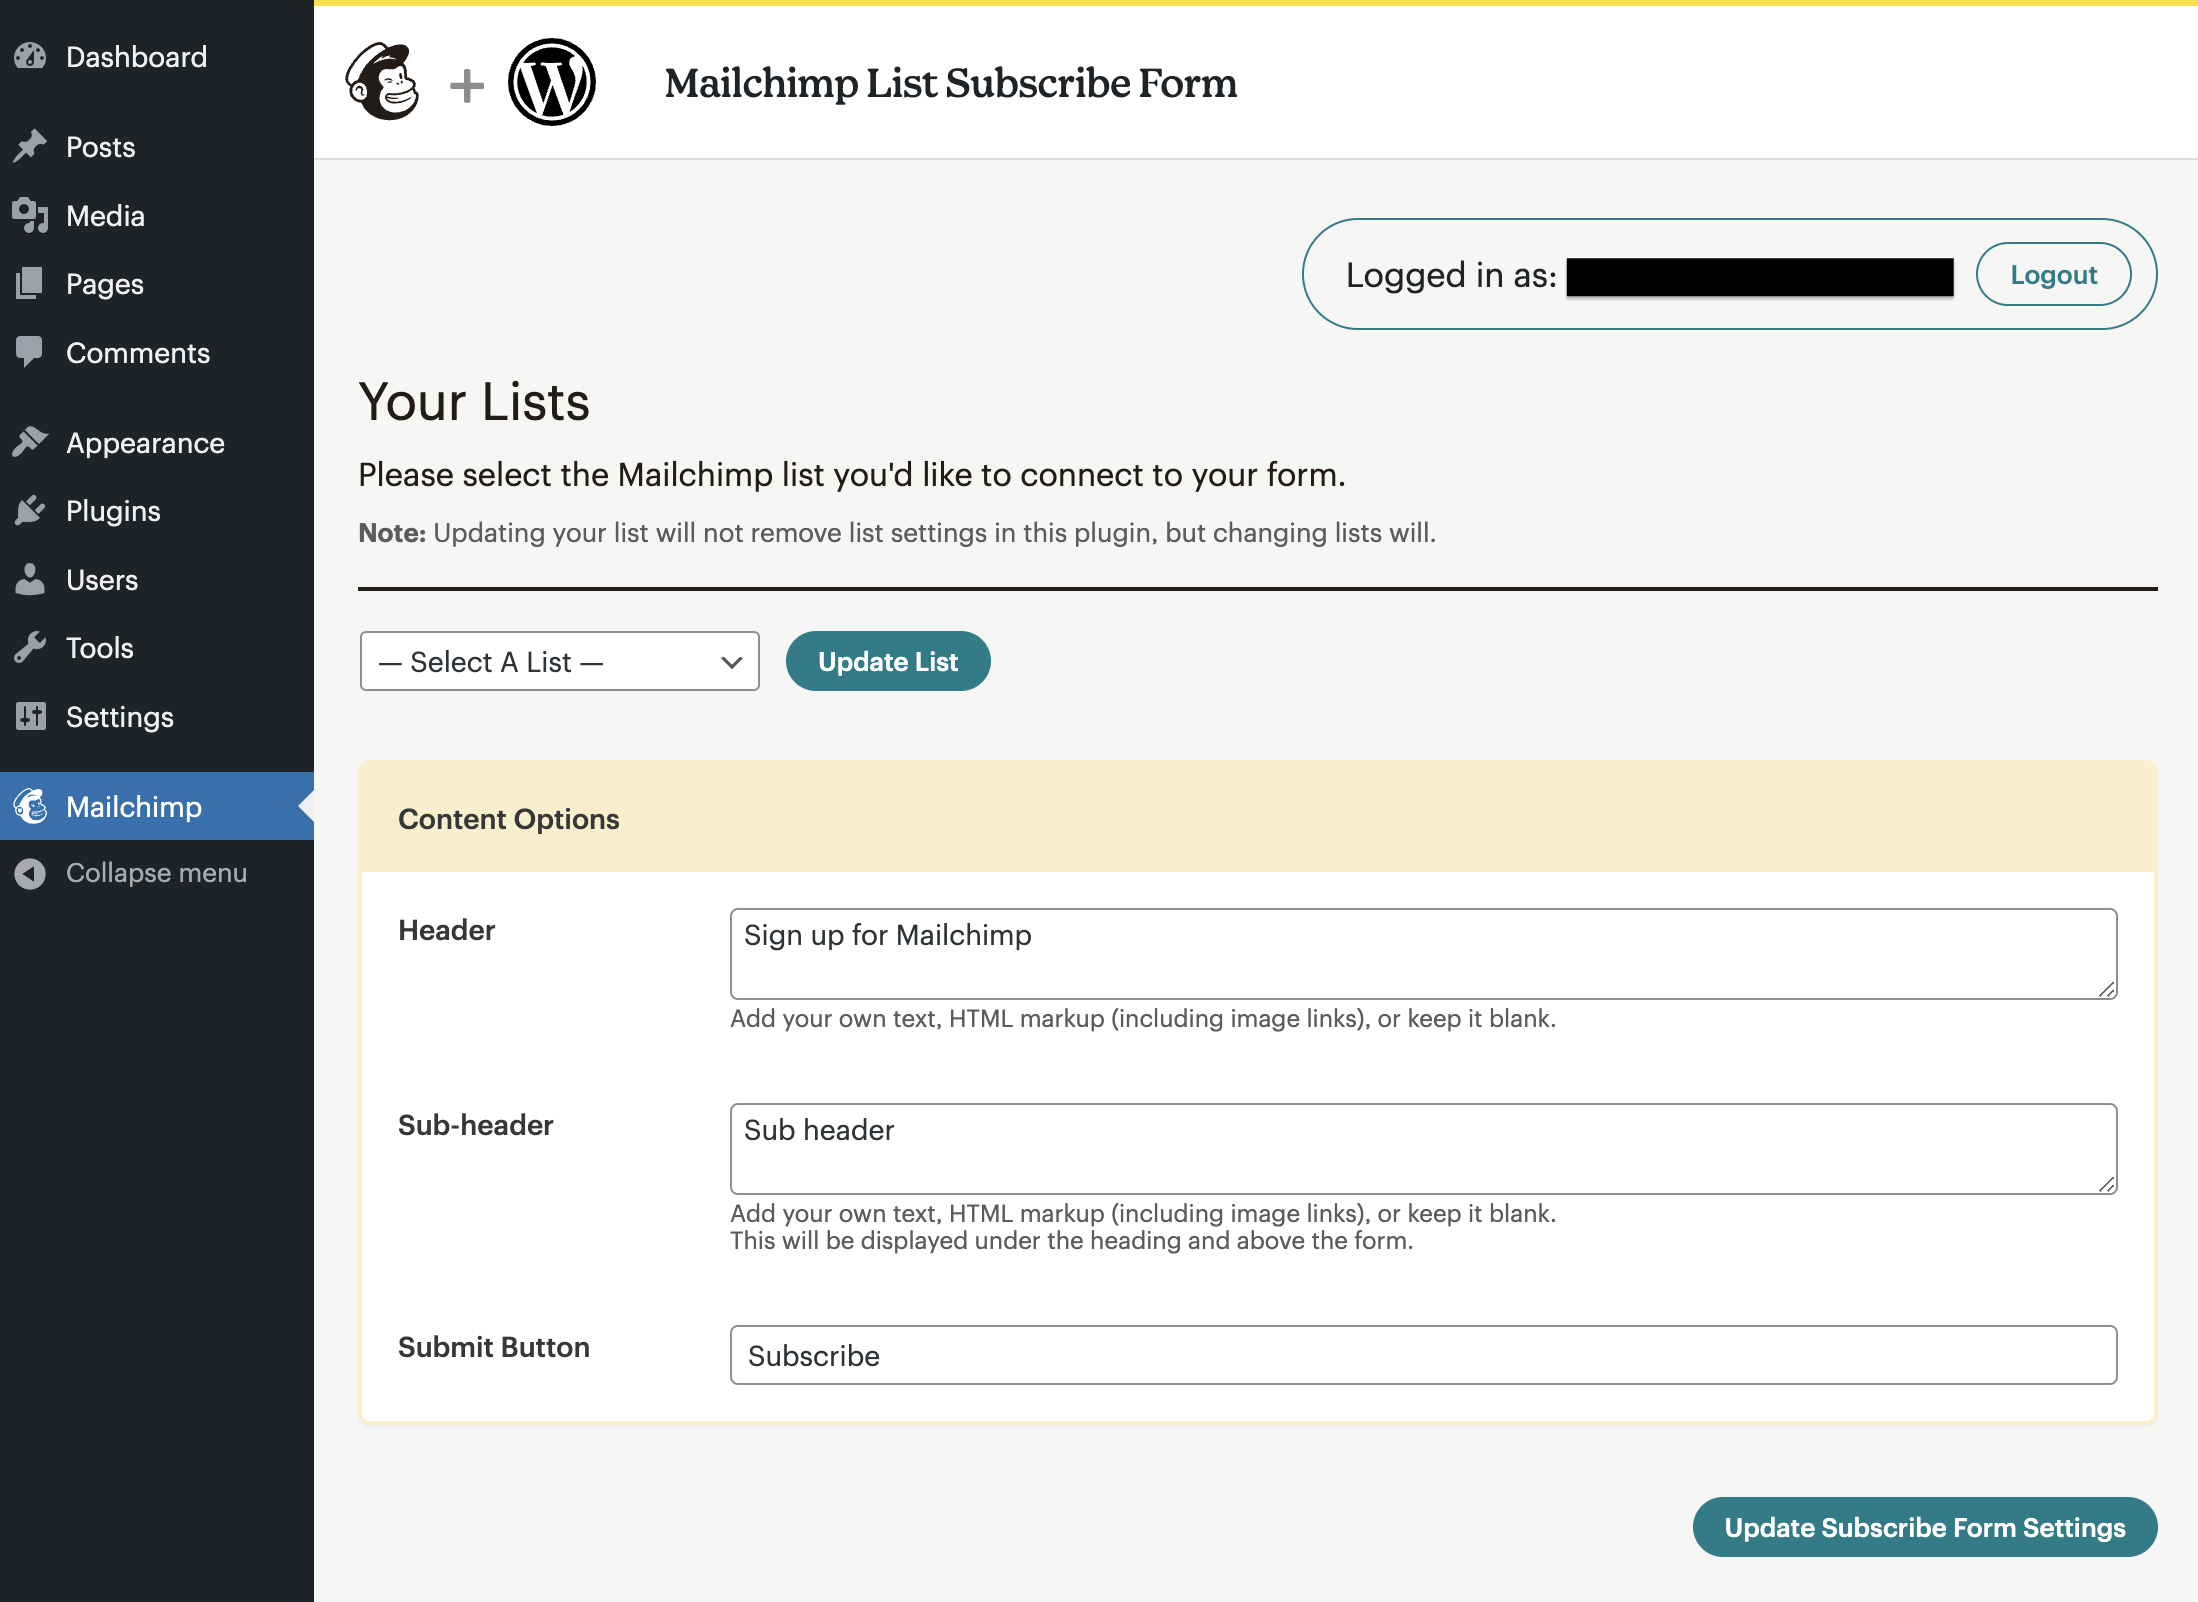 Dashboard
Posts
Media
Pages
Comments
Appearance
Plugins
Users
Tools
Settings
Mailchimp
Collapse menu
Mailchimp List Subscribe Form
Logged in as:
Logout
Your Lists
Please select the Mailchimp list you'd like to connect to your form.
Note: Updating your list will not remove list settings in this plugin, but changing lists will.
— Select A List —
Update List
Content Options
Header
Sign up for Mailchimp
Add your own text, HTML markup (including image links), or keep it blank.
Sub-header
Sub header
Add your own text, HTML markup (including image links), or keep it blank.
This will be displayed under the heading and above the form.
Submit Button
Subscribe
Update Subscribe Form Settings